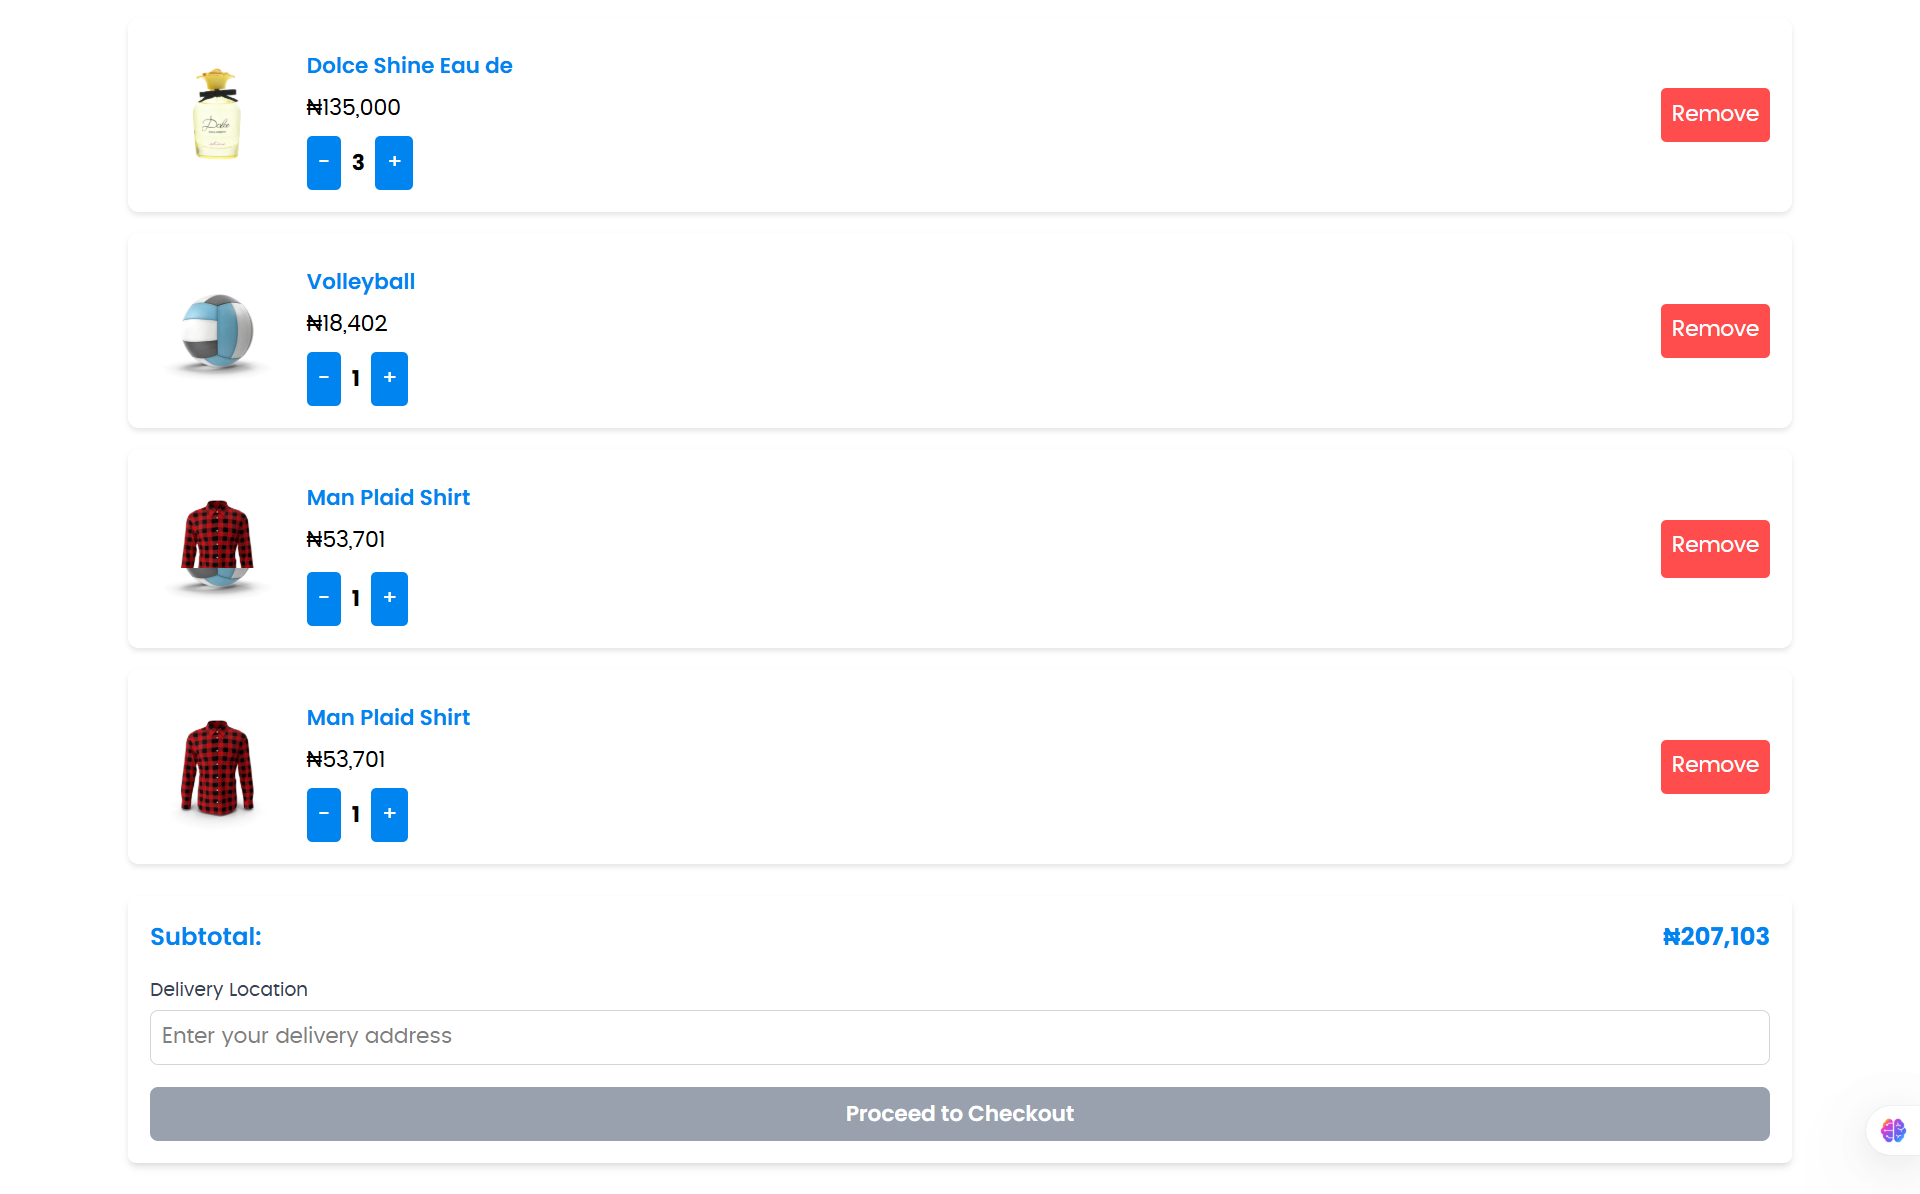 Dolce Shine Eau de
₦135,000
- 3 +
Remove
Volleyball
₦18,402
- 1 +
Remove
Man Plaid Shirt
₦53,701
- 1 +
Remove
Man Plaid Shirt
₦53,701
- 1 +
Remove
Subtotal: ₦207,103
Delivery Location
Enter your delivery address
Proceed to Checkout